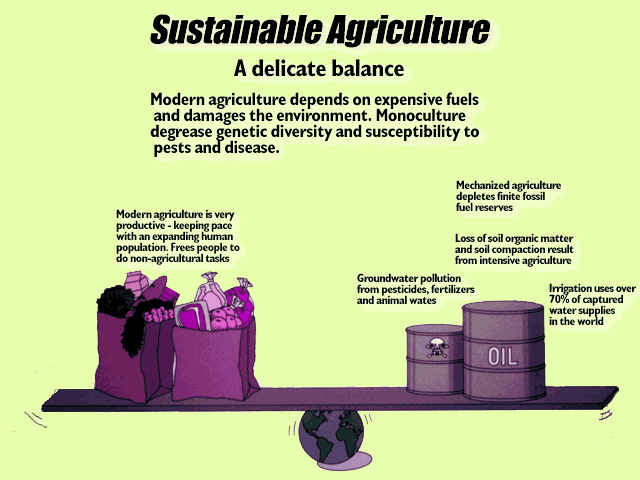 Sustainable Agriculture
A delicate balance
Modern agriculture depends on expensive fuels
and damages the environment. Monoculture
degrease genetic diversity and susceptibility to
pests and disease.
Mechanized agriculture
depletes finite fossil
fuel reserves
Modern agriculture is very
productive - keeping pace
with an expanding human
population. Frees people to
do non-agricultural tasks
Loss of soil organic matter
and soil compaction result
from intensive agriculture
Groundwater pollution
from pesticides, fertilizers
and animal wates
Irrigation uses over
70% of captured
water supplies
in the world
OIL